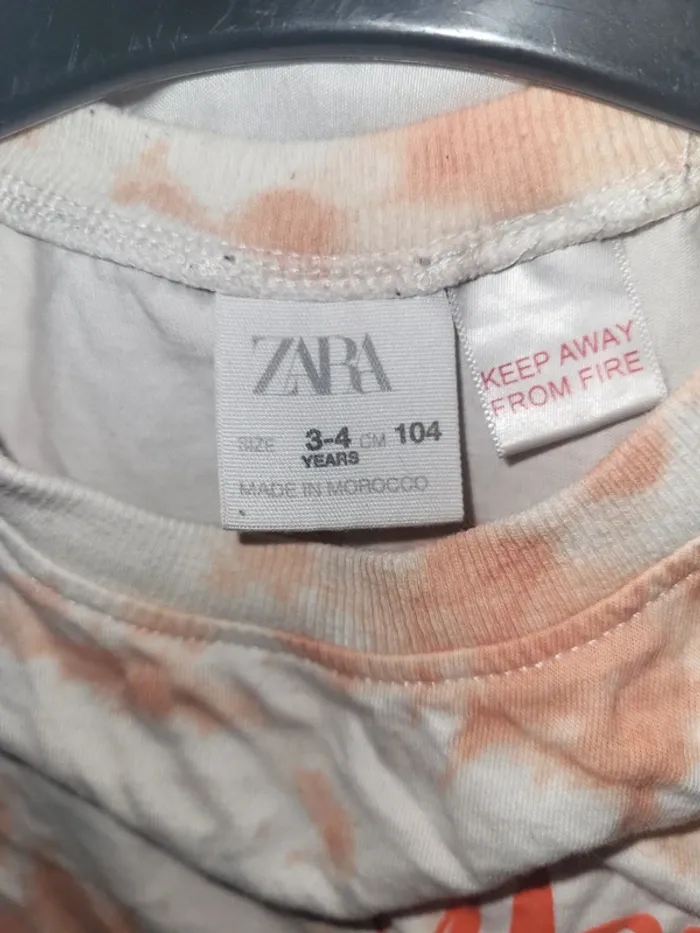 ZARA
SIZE 3-4 CM 104
YEARS
MADE IN MOROCCO
KEEP AWAY
FROM FIRE